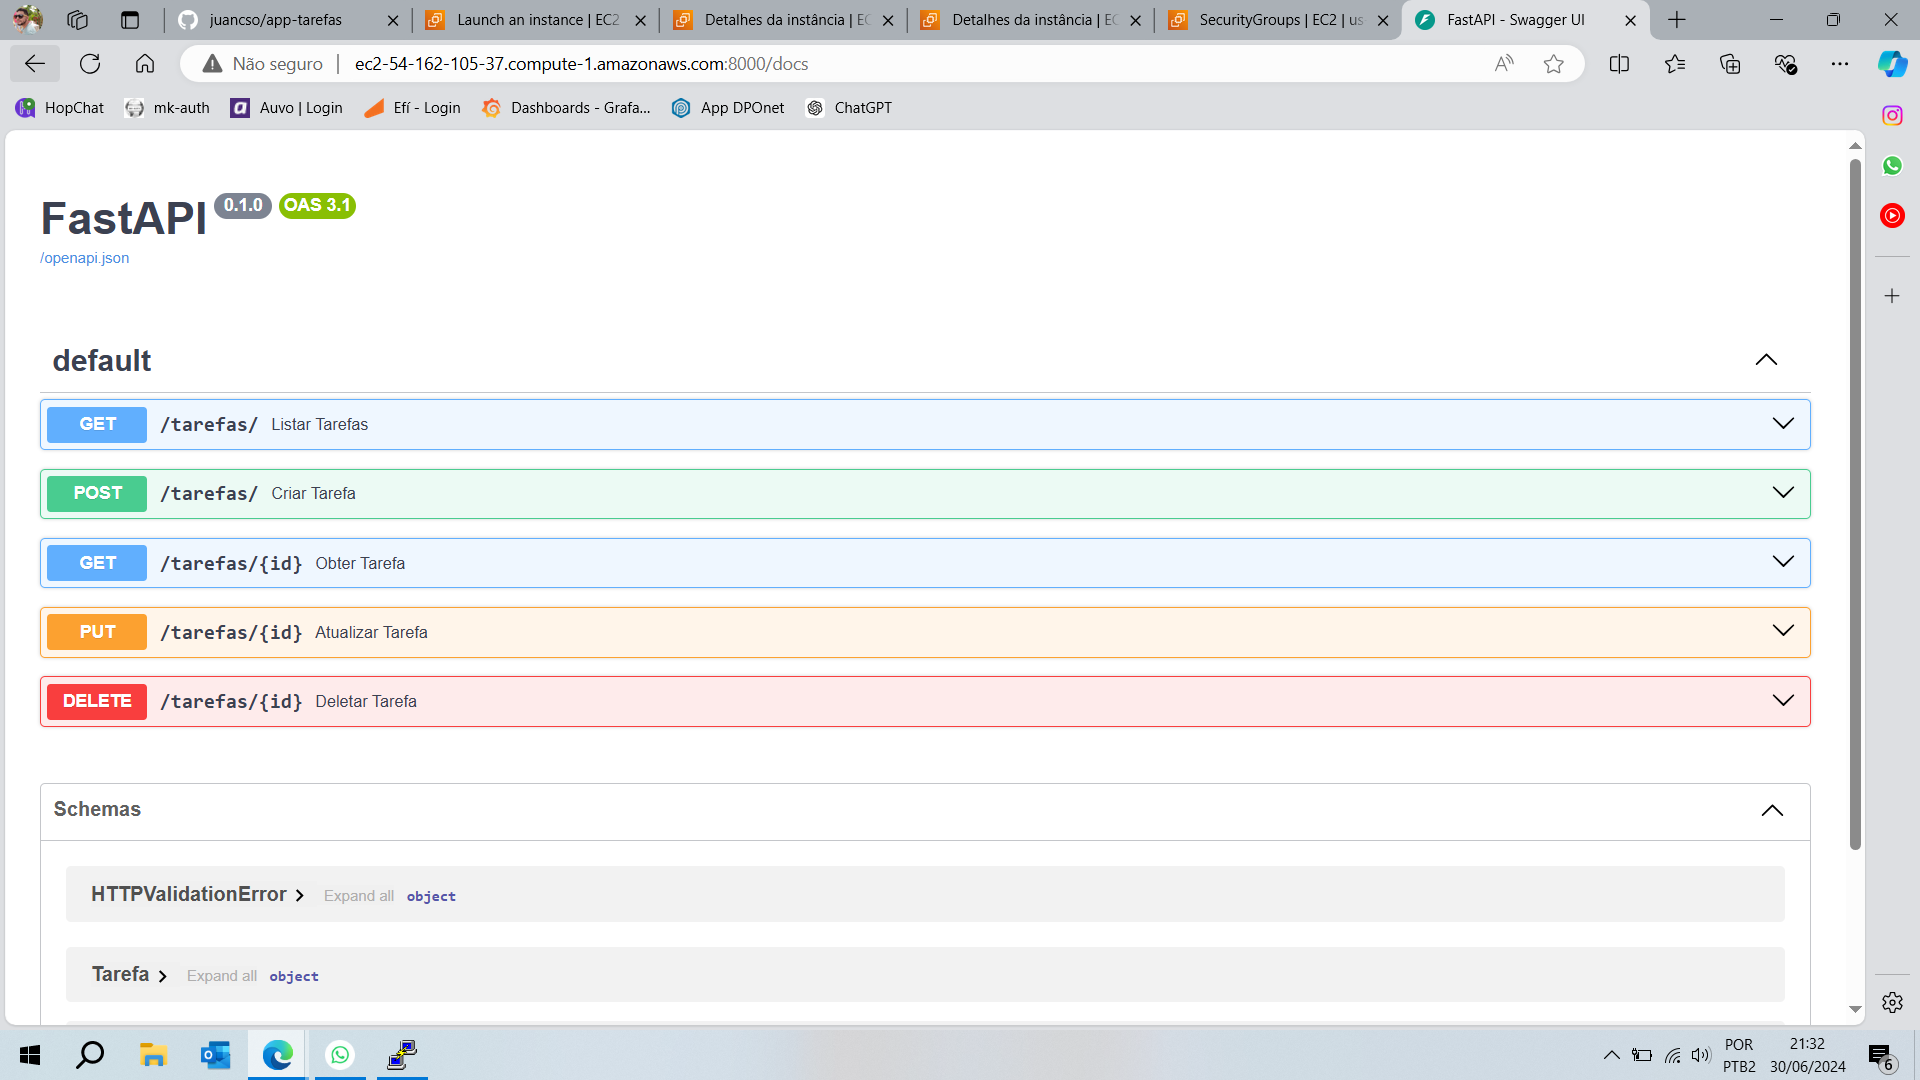 juancso/app-tarefas
Launch an instance | EC2
Detalhes da instância | EC
Detalhes da instância | EC
SecurityGroups | EC2 | us
FastAPI - Swagger UI
Não seguro
ec2-54-162-105-37.compute-1.amazonaws.com:8000/docs
HopChat
mk-auth
Auvo | Login
Efí - Login
Dashboards - Grafa...
App DPOnet
ChatGPT
FastAPI 0.1.0 OAS 3.1
/openapi.json
default
GET /tarefas/ Listar Tarefas
POST /tarefas/ Criar Tarefa
GET /tarefas/{id} Obter Tarefa
PUT /tarefas/{id} Atualizar Tarefa
DELETE /tarefas/{id} Deletar Tarefa
Schemas
HTTPValidationError Expand all object
Tarefa Expand all object
POR
PTB2
21:32
30/06/2024
6